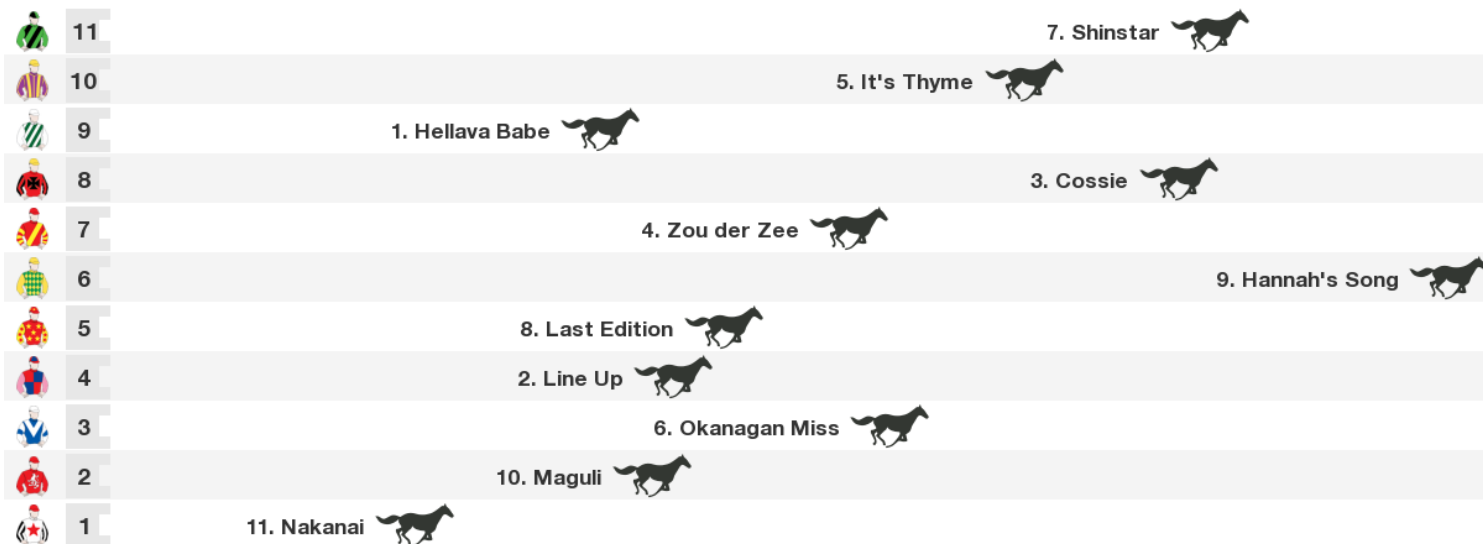 11 7. Shinstar
10 5. It's Thyme
9 1. Hellava Babe
8 3. Cossie
7 4. Zou der Zee
6 9. Hannah's Song
5 8. Last Edition
4 2. Line Up
3 6. Okanagan Miss
2 10. Maguli
1 11. Nakanai